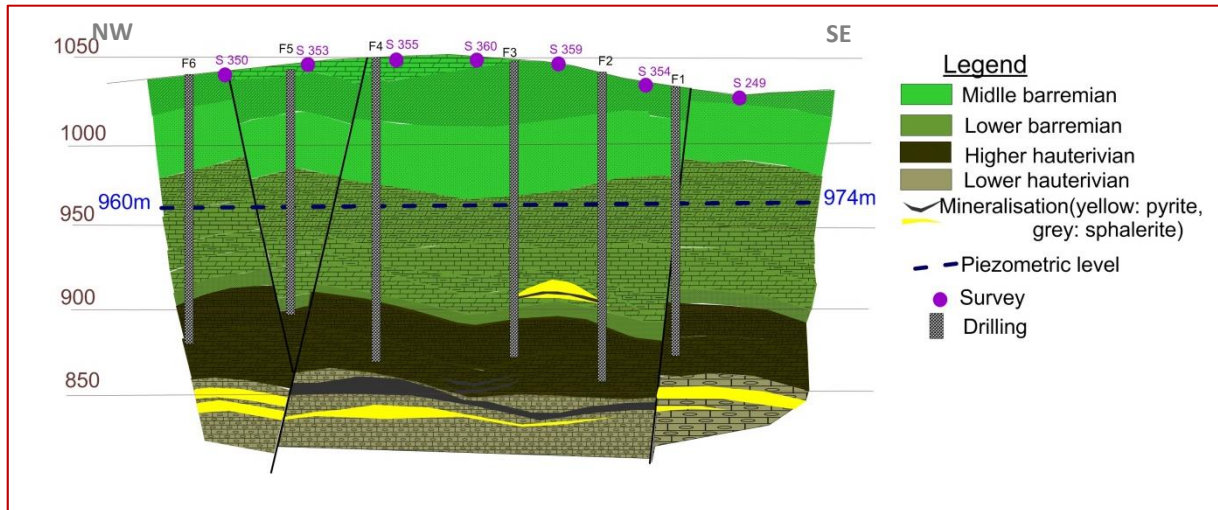 NW
SE
1050
S 350
F5
S 353
F4
S 355
S 360
F3
S 359
F2
S 354
F1
S 249
F6
1000
960m
950
974m
900
850
Legend
Midlle barremian
Lower barremian
Higher hauterivian
Lower hauterivian
Mineralisation(yellow: pyrite,
grey: sphalerite)
Piezometric level
Survey
Drilling